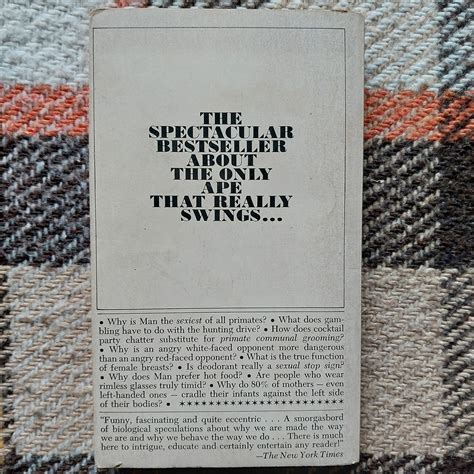 THE
SPECTACULAR
BESTSELLER
ABOUT
THE ONLY
APE
THAT REALLY
SWINGS...
• Why is Man the sexiest of all primates? • What does gam-
bling have to do with the hunting drive? • How does cocktail
party chatter substitute for primate communal grooming?
• Why is an angry white-faced opponent more dangerous
than an angry red-faced opponent? • What is the true function
of female breasts? • Is deodorant really a sexual stop sign?
• Why does Man prefer hot food? • Are people who wear
rimless glasses truly timid? • Why do 80% of mothers — even
left-handed ones — cradle their infants against the left side
of their bodies? • ★★★★★★★★★★★★★★★★★★★★
"Funny, fascinating and quite eccentric . . . A smorgasbord
of biological speculations about why we are made the way
we are and why we behave the way we do . . . There is much
here to intrigue, educate and certainly entertain any reader!"
—The New York Times